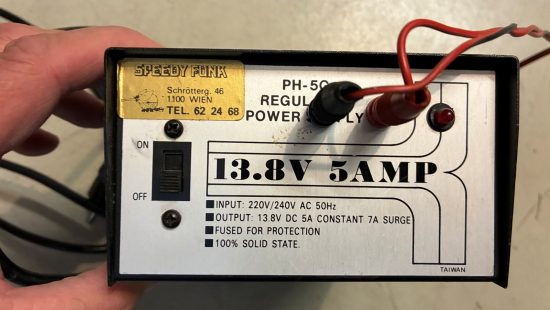 SPEEDY FUNK
Schrötterg. 46
1100 WIEN
TEL. 62 24 68
REGUL
POWER
ON
OFF
13.8V 5AMP
INPUT: 220V/240V AC 50Hz
OUTPUT: 13.8V DC 5A CONSTANT 7A SURGE
FUSED FOR PROTECTION
100% SOLID STATE.
TAIWAN